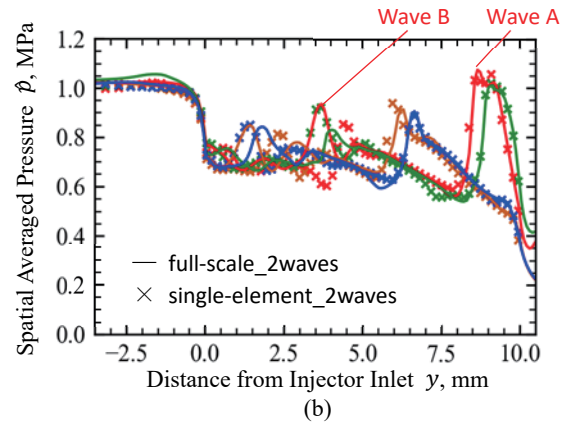 Wave B Wave A
1.2
1.0
0.8
0.6
0.4
0.2
0.0
Spatial Averaged Pressure p̂, MPa
full-scale_2waves
single-element_2waves
−2.5 0.0 2.5 5.0 7.5 10.0
Distance from Injector Inlet y, mm
(b)